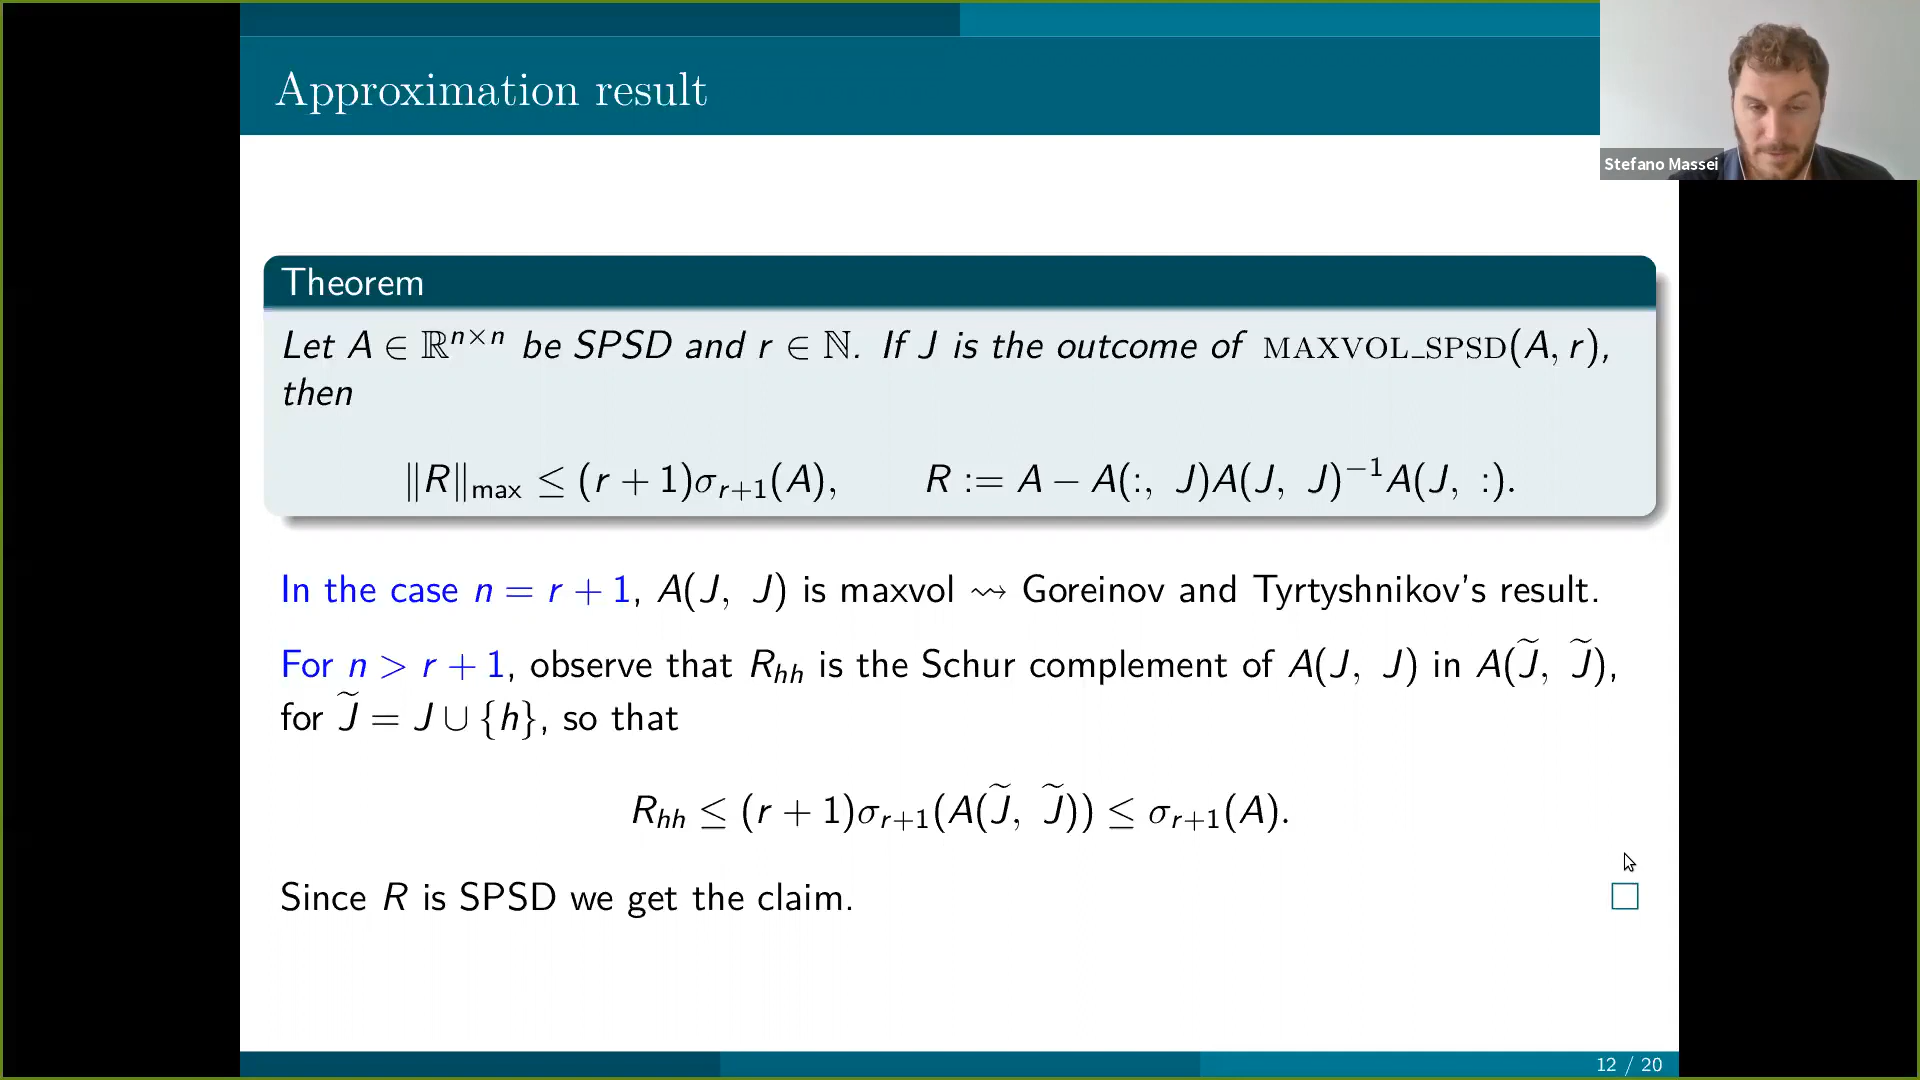 Approximation result
Stefano Massei
Theorem
Let A ∈ ℝⁿˣⁿ be SPSD and r ∈ ℕ. If J is the outcome of MAXVOL_SPSD(A, r),
then
‖R‖_max ≤ (r + 1)σ_{r+1}(A), R := A − A(:, J)A(J, J)⁻¹A(J, :).
In the case n = r + 1, A(J, J) is maxvol ⇝ Goreinov and Tyrtyshnikov's result.
For n > r + 1, observe that R_{hh} is the Schur complement of A(J, J) in A(J̃, J̃),
for J̃ = J ∪ {h}, so that
R_{hh} ≤ (r + 1)σ_{r+1}(A(J̃, J̃)) ≤ σ_{r+1}(A).
Since R is SPSD we get the claim. □
12 / 20